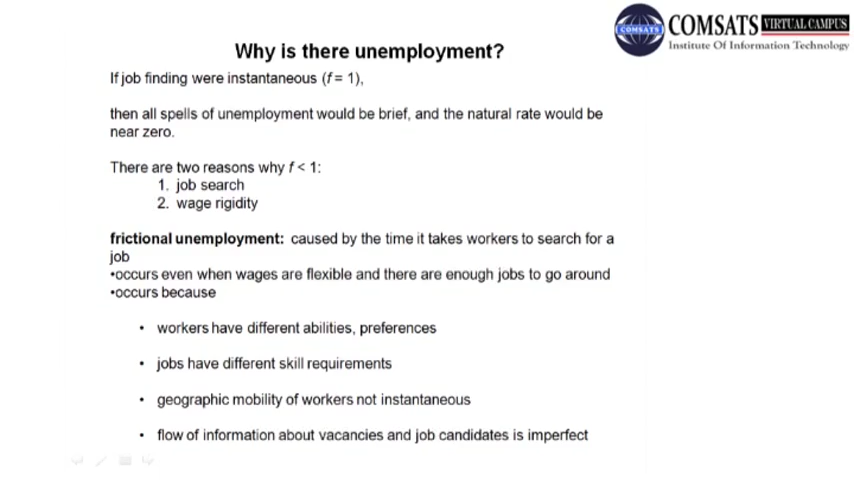 COMSATS VIRTUAL CAMPUS
Institute Of Information Technology
COMSATS
Why is there unemployment?
If job finding were instantaneous (f = 1),
then all spells of unemployment would be brief, and the natural rate would be
near zero.
There are two reasons why f < 1:
1. job search
2. wage rigidity
frictional unemployment: caused by the time it takes workers to search for a
job
•occurs even when wages are flexible and there are enough jobs to go around
•occurs because
• workers have different abilities, preferences
• jobs have different skill requirements
• geographic mobility of workers not instantaneous
• flow of information about vacancies and job candidates is imperfect